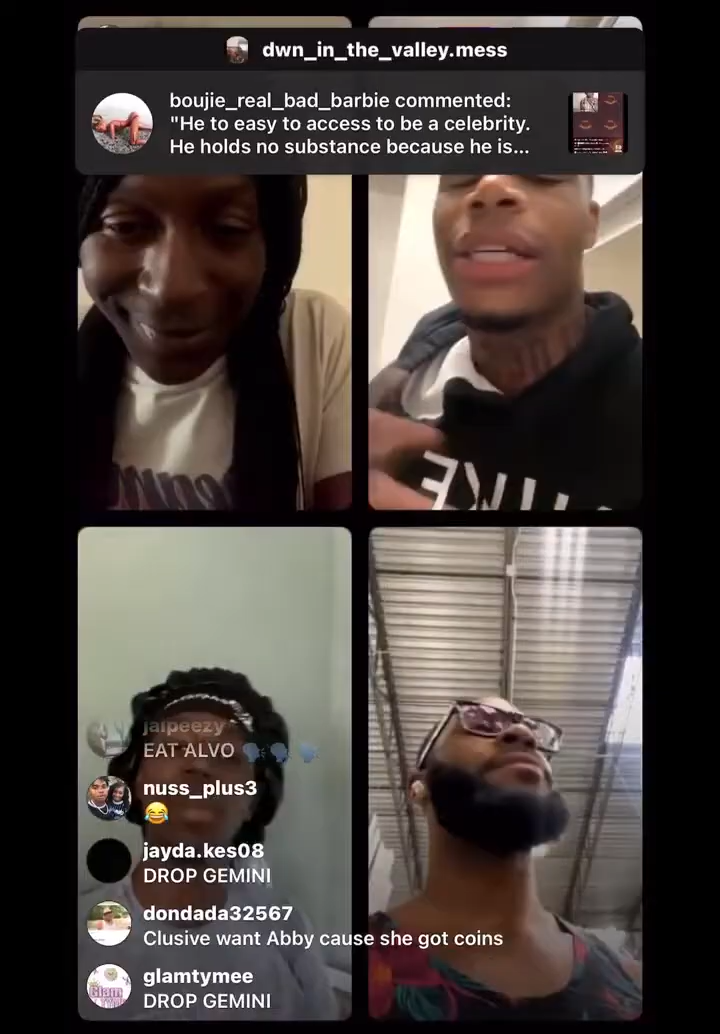 dwn_in_the_valley.mess
boujie_real_bad_barbie commented:
"He to easy to access to be a celebrity.
He holds no substance because he is...
jaipeezy
EAT ALVO 🗣️🗣️🗣️
nuss_plus3
😂
jayda.kes08
DROP GEMINI
dondada32567
Clusive want Abby cause she got coins
glamtymee
DROP GEMINI